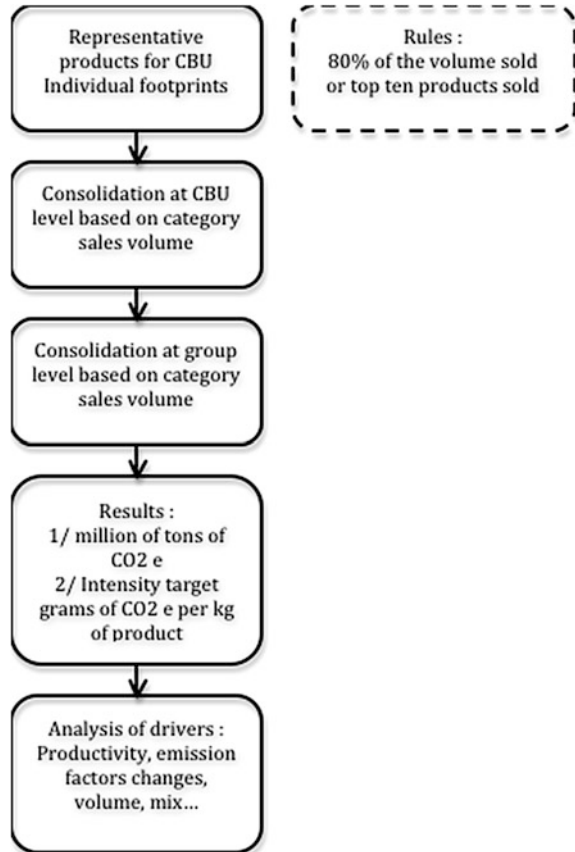 Representative
products for CBU
Individual footprints
Rules :
80% of the volume sold
or top ten products sold
Consolidation at CBU
level based on category
sales volume
Consolidation at group
level based on category
sales volume
Results :
1/ million of tons of
CO2 e
2/ Intensity target
grams of CO2 e per kg
of product
Analysis of drivers :
Productivity, emission
factors changes,
volume, mix...